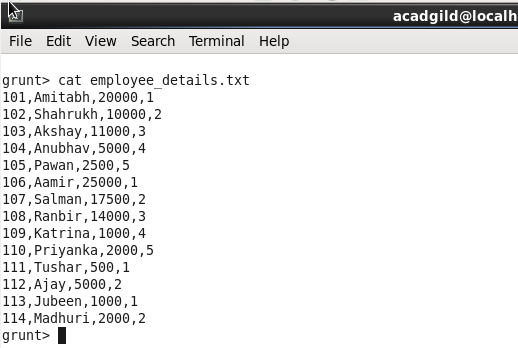 acadgild@localh
File Edit View Search Terminal Help
grunt> cat employee_details.txt
101,Amitabh,20000,1
102,Shahrukh,10000,2
103,Akshay,11000,3
104,Anubhav,5000,4
105,Pawan,2500,5
106,Aamir,25000,1
107,Salman,17500,2
108,Ranbir,14000,3
109,Katrina,1000,4
110,Priyanka,2000,5
111,Tushar,500,1
112,Ajay,5000,2
113,Jubeen,1000,1
114,Madhuri,2000,2
grunt>